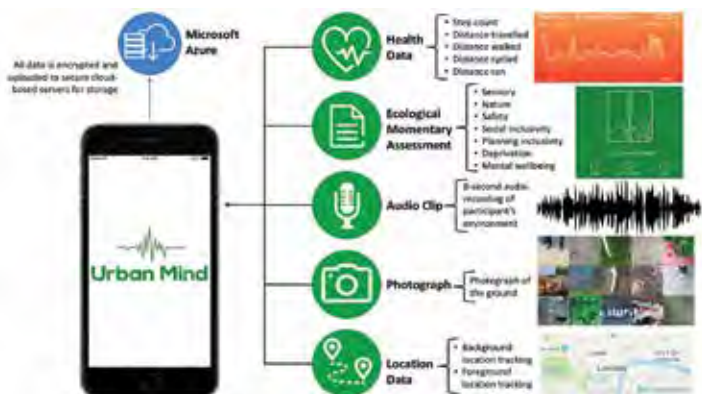 Microsoft
Azure
All data is encrypted and
uploaded to secure cloud-
based servers for storage
Urban Mind
Health
Data
• Step count
• Distance travelled
• Distance walked
• Distance cycled
• Distance ran
Ecological
Momentary
Assessment
• Sensory
• Nature
• Safety
• Social inclusivity
• Planning inclusivity
• Deprivation
• Mental wellbeing
Audio Clip
8-second audio
recording of
participant's
environment
Photograph
Photograph of
the ground
Location
Data
• Background
location tracking
• Foreground
location tracking
London